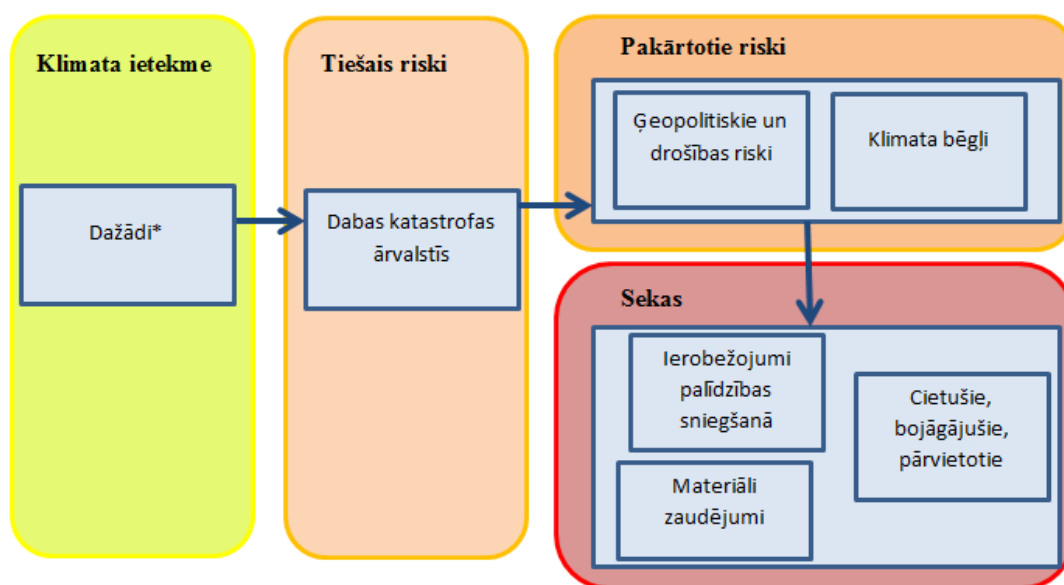 Klimata ietekme
Dažādi*
Tiešais riski
Dabas katastrofas
ārvalstīs
Pakārtotie riski
Ģeopolitiskie un
drošības riski
Klimata bēgļi
Sekas
Ierobežojumi
palīdzības
sniegšanā
Materiāli
zaudējumi
Cietušie,
bojāgājušie,
pārvietotie